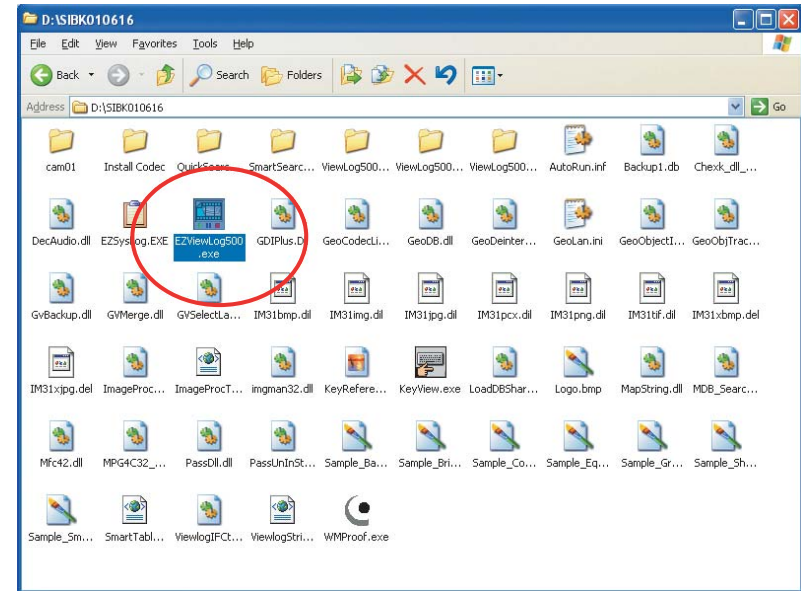 D:\SIBK010616
File Edit View Favorites Tools Help
Back Search Folders
Address D:\SIBK010616 Go
cam01 Install Codec QuickSearc... SmartSearc... ViewLog500... ViewLog500... ViewLog500... AutoRun.inf Backup1.db Chexk_dll_...
DecAudio.dll EZSysLog.EXE EZViewLog500 GDIPlus.D GeoCodecLi... GeoDB.dll GeoDeinter... GeoLan.ini GeoObjectI... GeoObjTrac...
.exe
GvBackup.dll GVMerge.dll GVSelectLa... IM31bmp.dil IM31img.dil IM31jpg.dil IM31pcx.dil IM31png.dil IM31tif.dil IM31xbmp.del
IM31xjpg.del ImageProc... ImageProcT... imgman32.dll KeyRefere... KeyView.exe LoadDBShar... Logo.bmp MapString.dll MDB_Searc...
Mfc42.dll MPG4C32_... PassDll.dll PassUnInSt... Sample_Ba... Sample_Bri... Sample_Co... Sample_Eq... Sample_Gr... Sample_Sh...
Sample_Sm... SmartTabl... ViewlogIFCt... ViewlogStri... WMProof.exe